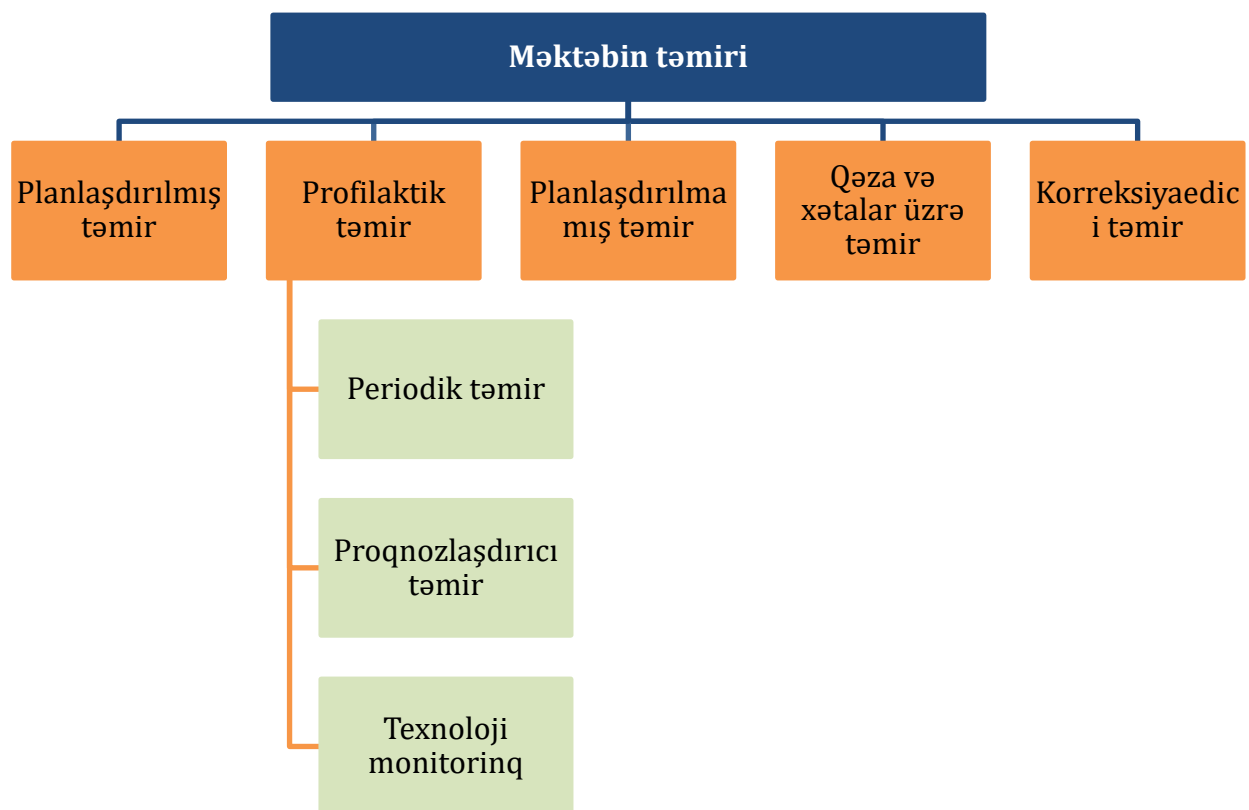 Məktəbin təmiri
Planlaşdırılmış
təmir
Profilaktik
təmir
Planlaşdırılma
mış təmir
Qəza və
xətalar üzrə
təmir
Korreksiyaedic
i təmir
Periodik təmir
Proqnozlaşdırıcı
təmir
Texnoloji
monitorinq